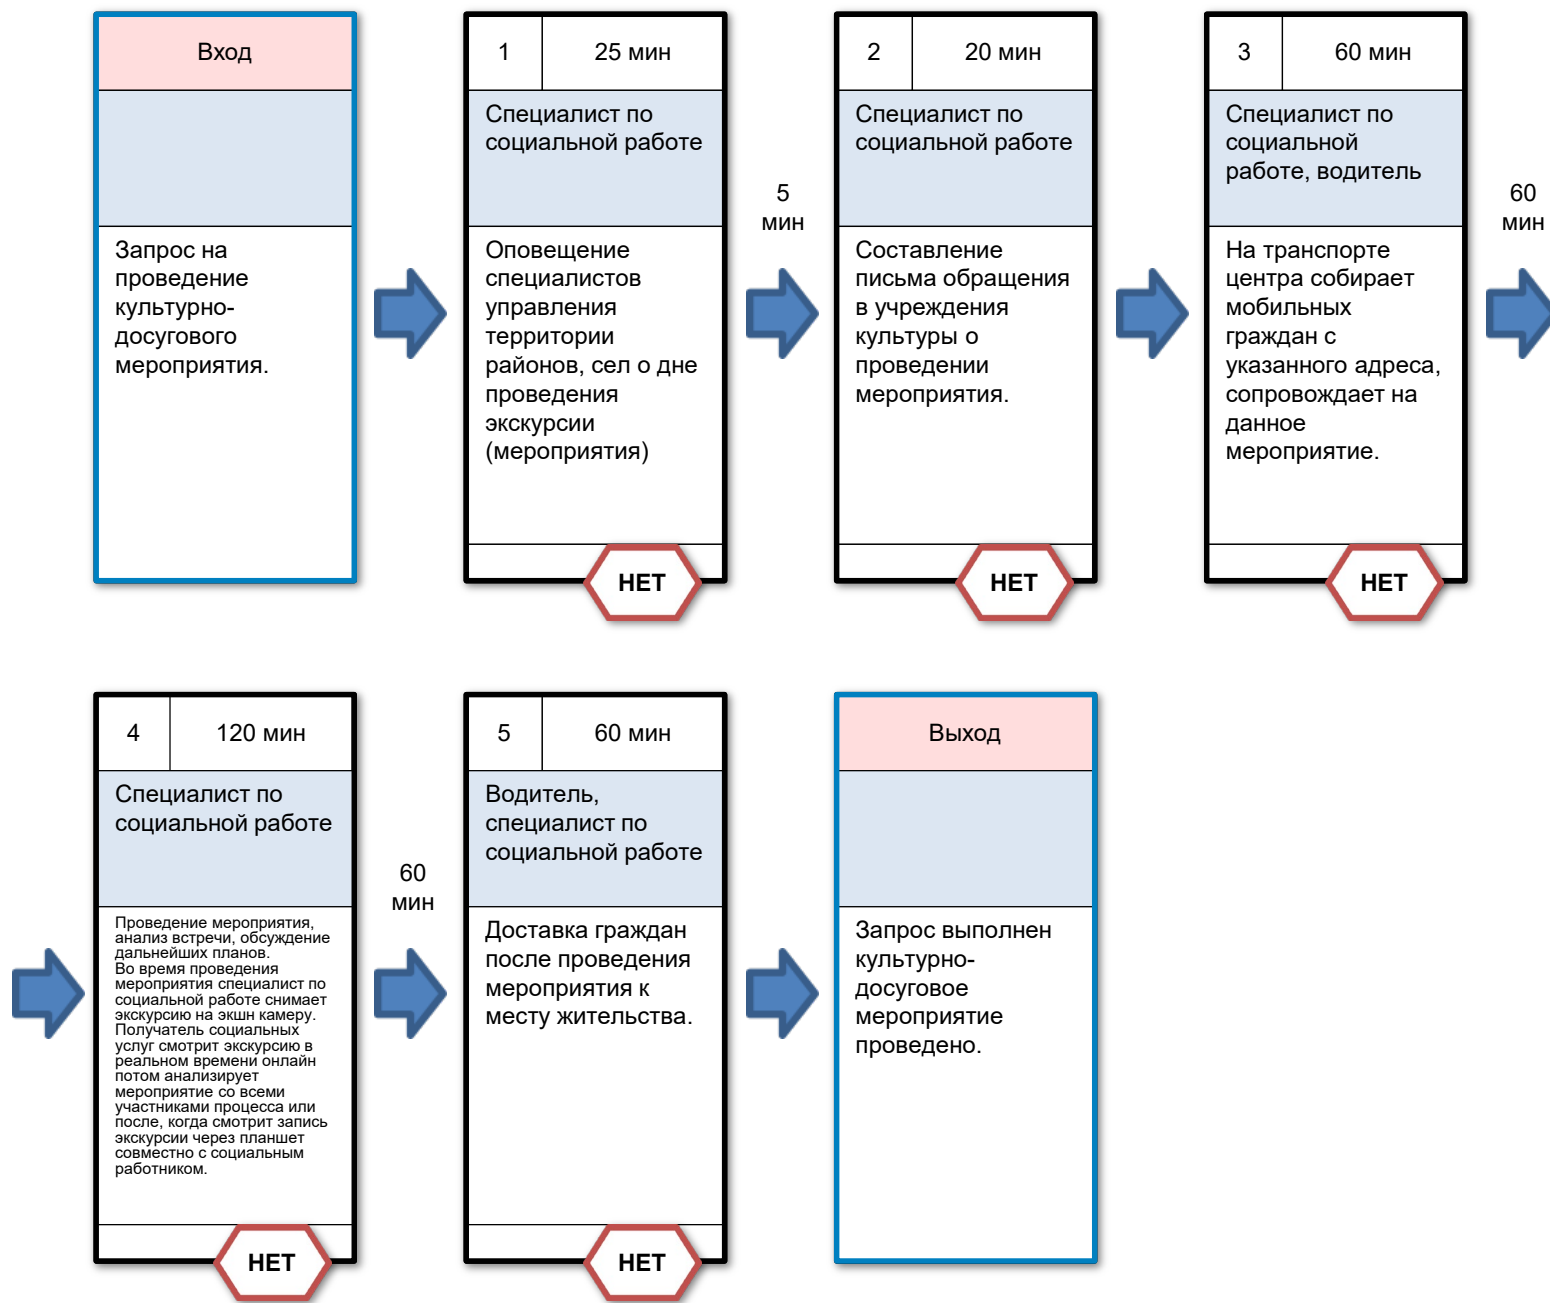 Вход
Запрос на
проведение
культурно-
досугового
мероприятия.
1
25 мин
Специалист по
социальной работе
Оповещение
специалистов
управления
территории
районов, сел о дне
проведения
экскурсии
(мероприятия)
НЕТ
5
мин
2
20 мин
Специалист по
социальной работе
Составление
письма обращения
в учреждения
культуры о
проведении
мероприятия.
НЕТ
3
60 мин
Специалист по
социальной
работе, водитель
На транспорте
центра собирает
мобильных
граждан с
указанного адреса,
сопровождает на
данное
мероприятие.
НЕТ
60
мин
4
120 мин
Специалист по
социальной работе
Проведение мероприятия,
анализ встречи, обсуждение
дальнейших планов.
Во время проведения
мероприятия специалист по
социальной работе снимает
экскурсию на экшн камеру.
Получатель социальных
услуг смотрит экскурсию в
реальном времени онлайн
потом анализирует
мероприятие со всеми
участниками процесса или
после, когда смотрит запись
экскурсии через планшет
совместно с социальным
работником.
НЕТ
60
мин
5
60 мин
Водитель,
специалист по
социальной работе
Доставка граждан
после проведения
мероприятия к
месту жительства.
НЕТ
Выход
Запрос выполнен
культурно-
досуговое
мероприятие
проведено.